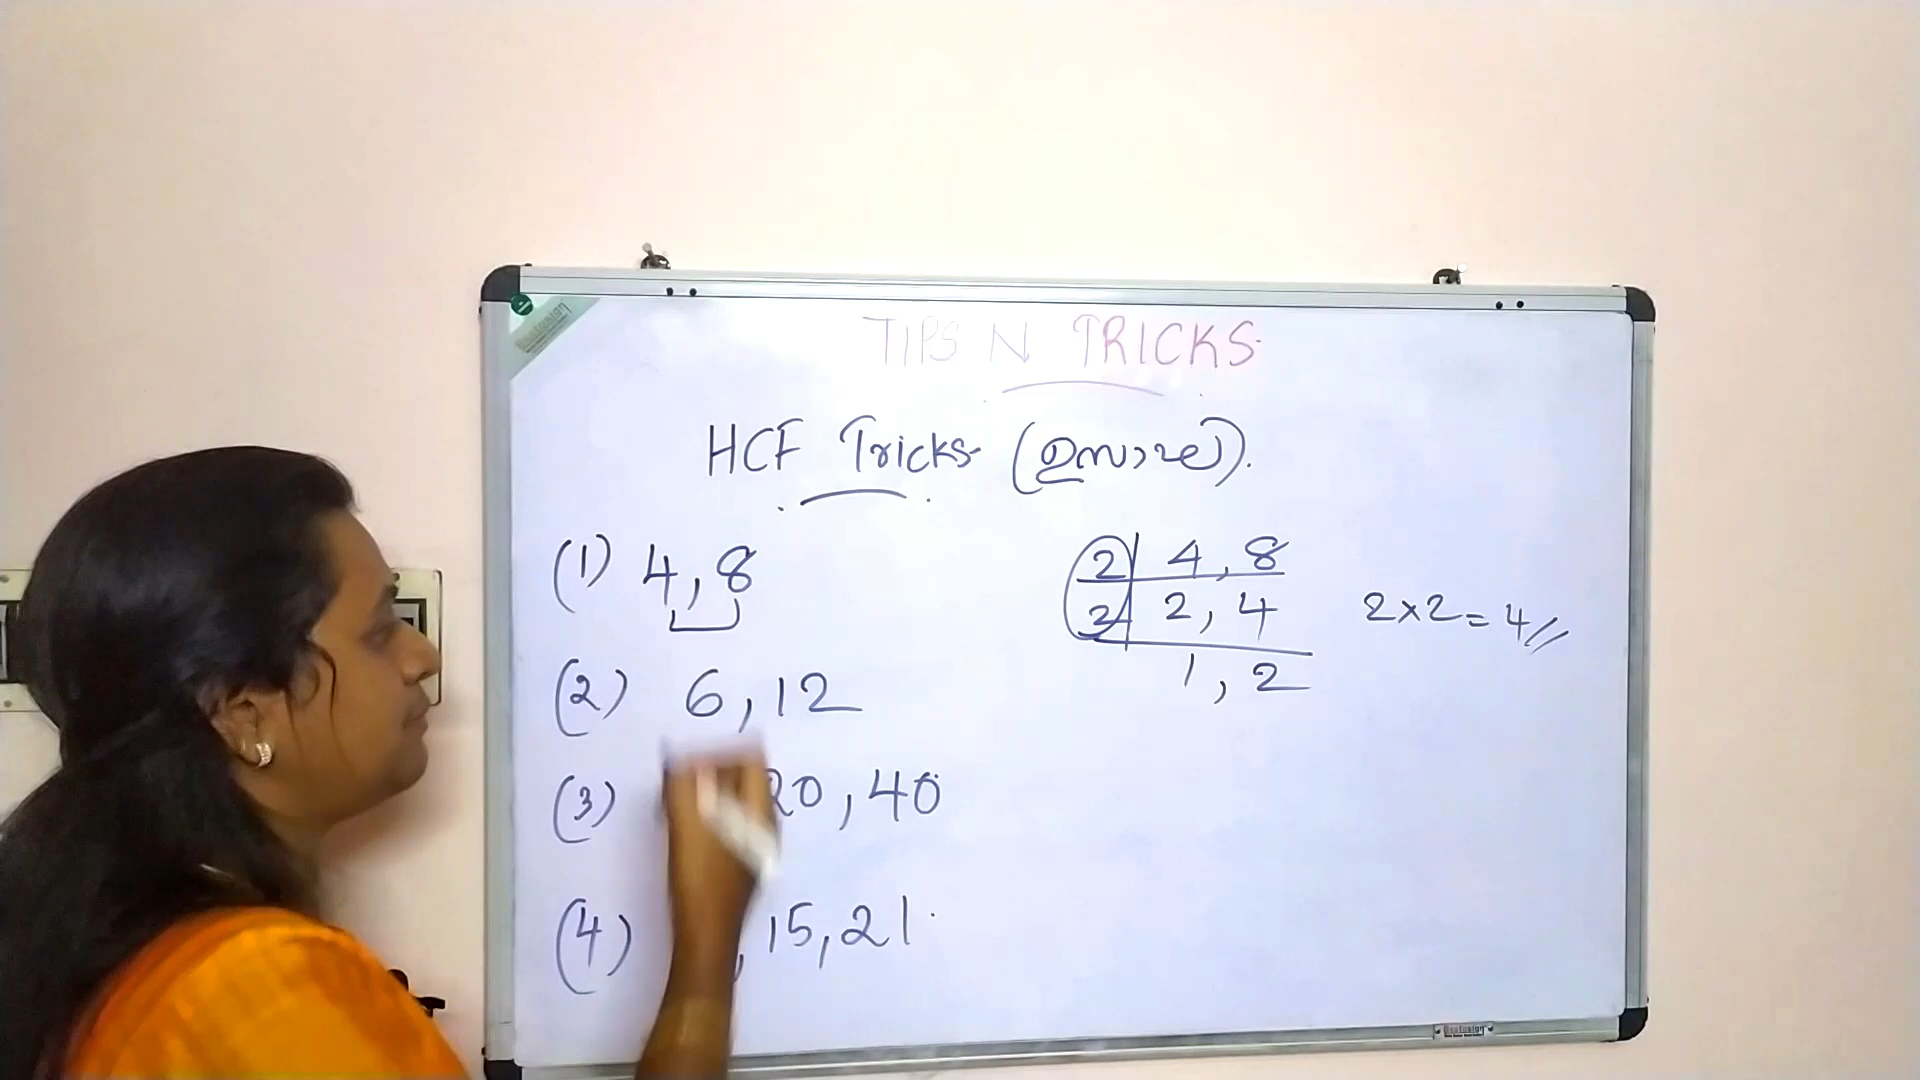 TIPS N TRICKS
HCF Tricks (ഉസാഘ).
(1) 4, 8
(2) 6, 12
(3) 20, 40
(4) , 15, 21
2 | 4, 8
2 | 2, 4
1, 2
2×2=4//